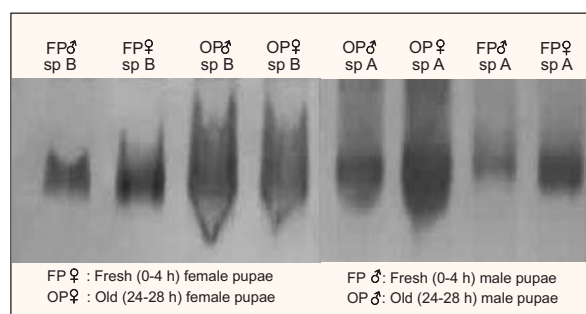 FP♂ FP♀ OP♂ OP♀ OP♂ OP♀ FP♂ FP♀
sp B sp B sp B sp B sp A sp A sp A sp A
FP♀ : Fresh (0-4 h) female pupae
OP♀ : Old (24-28 h) female pupae
FP♂ : Fresh (0-4 h) male pupae
OP♂ : Old (24-28 h) male pupae